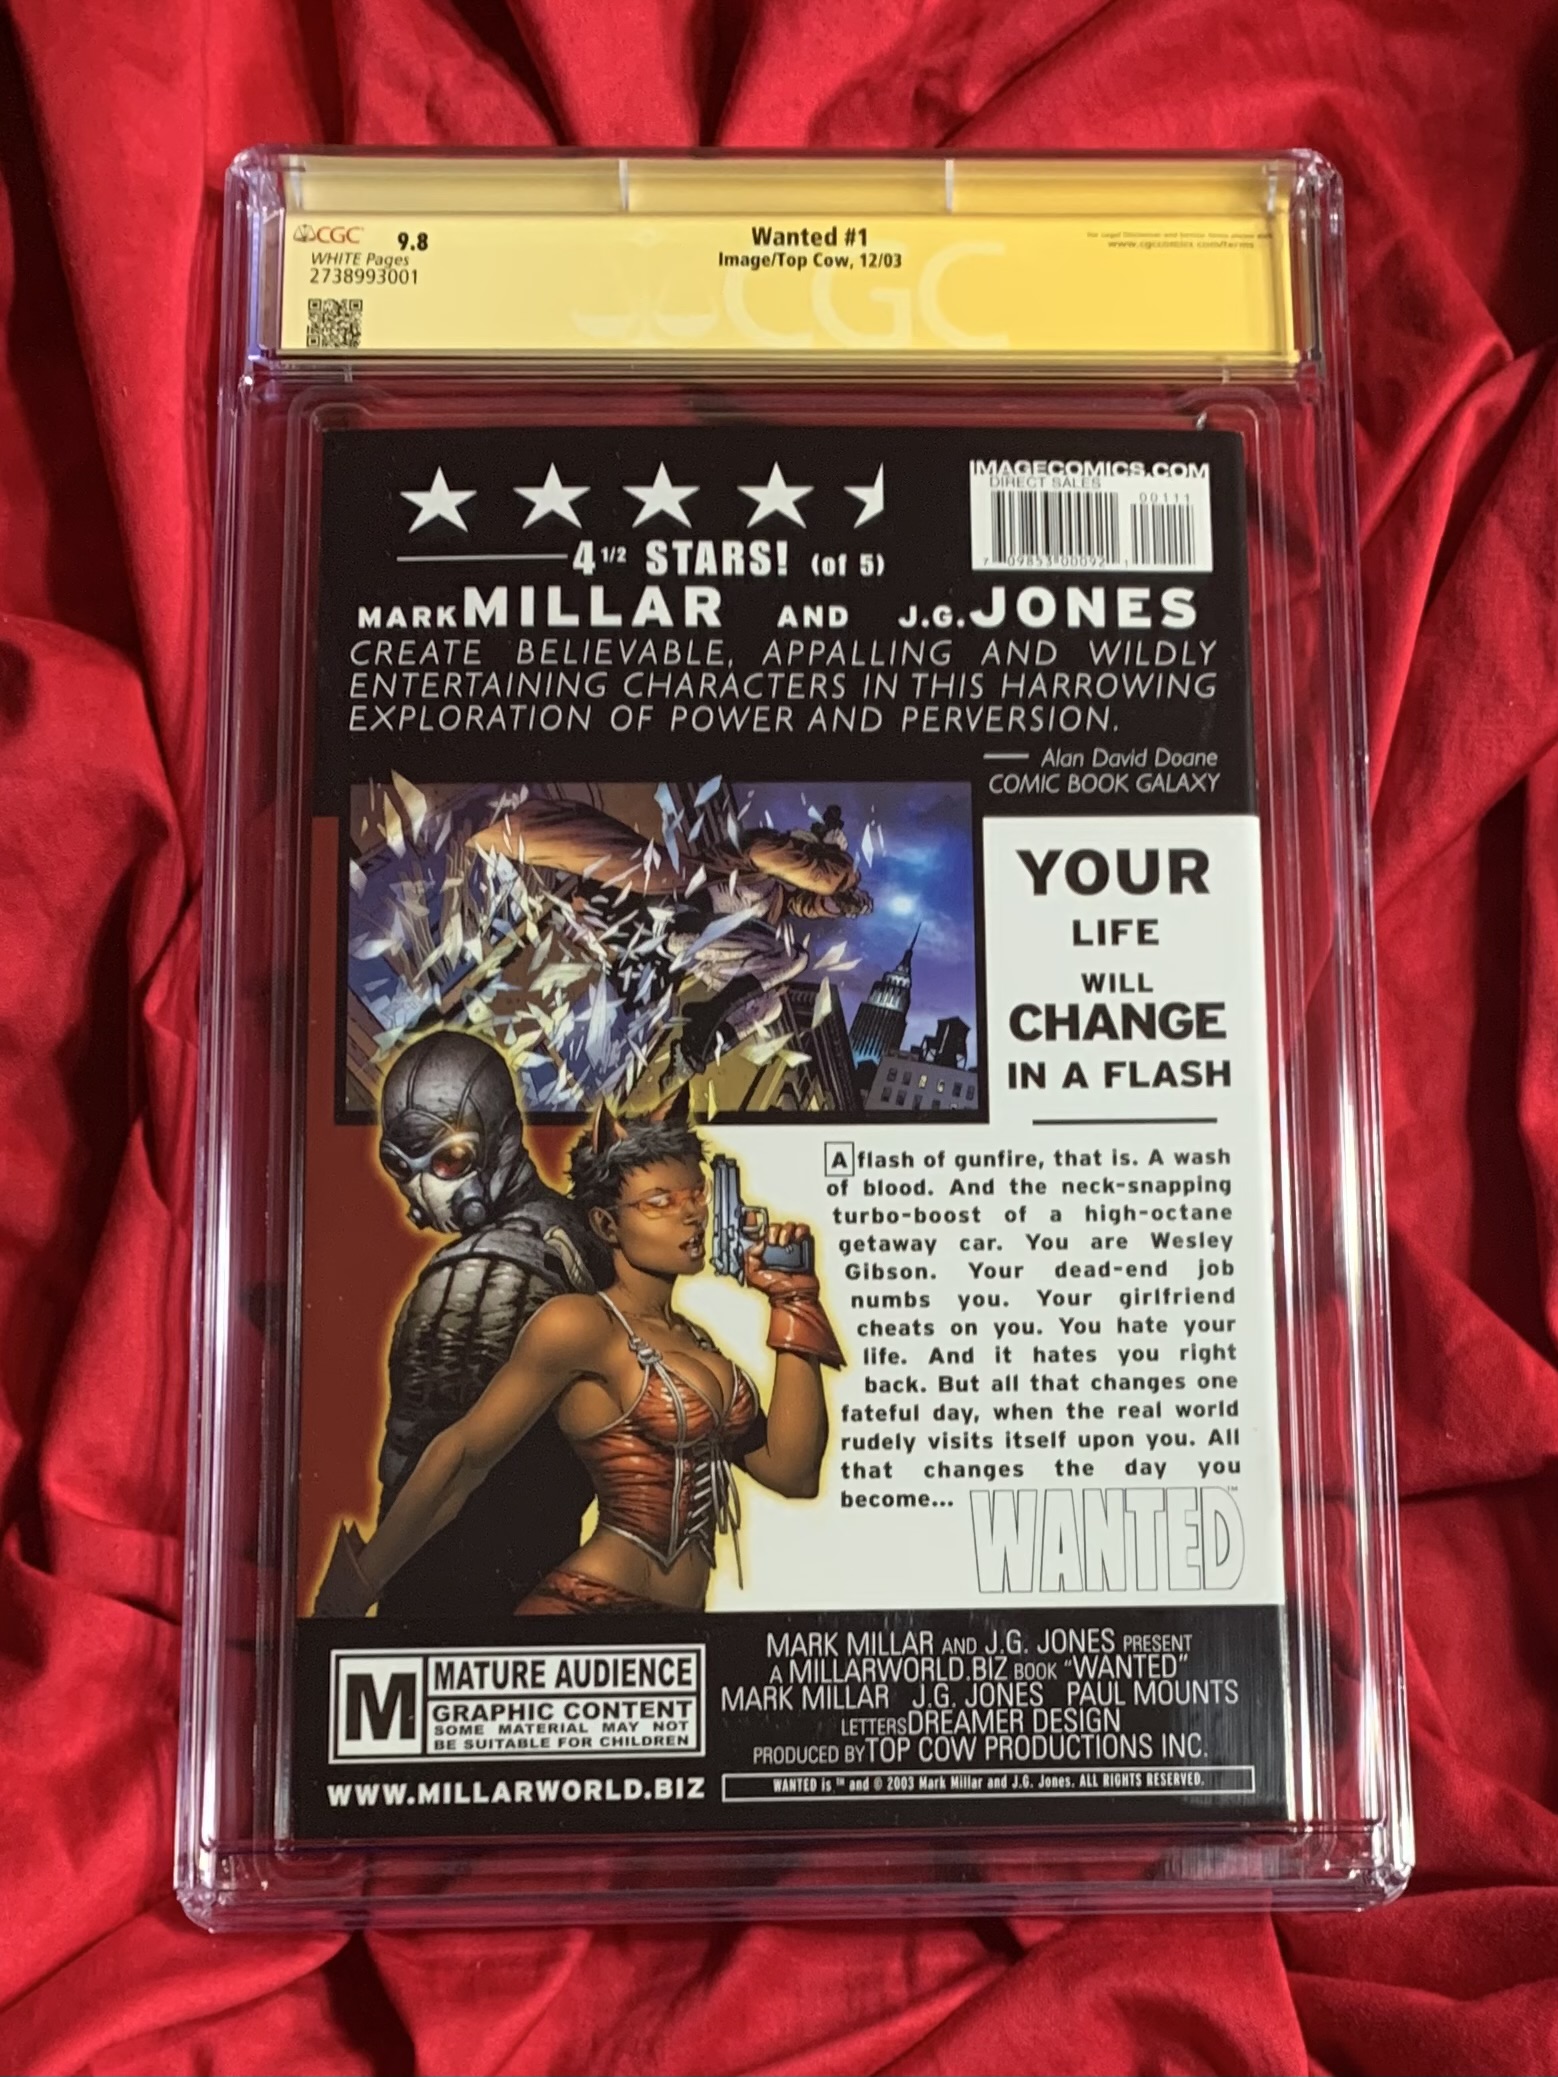 CGC 9.8
WHITE Pages
2738993001
Wanted #1
Image/Top Cow, 12/03
www.cgccomics.com/terms
CGC
IMAGECOMICS.COM
DIRECT SALES
00111
7 09853 00092 1
4 1/2 STARS! (of 5)
MARK MILLAR AND J.G. JONES
CREATE BELIEVABLE, APPALLING AND WILDLY
ENTERTAINING CHARACTERS IN THIS HARROWING
EXPLORATION OF POWER AND PERVERSION.
— Alan David Doane
COMIC BOOK GALAXY
YOUR
LIFE
WILL
CHANGE
IN A FLASH
A flash of gunfire, that is. A wash
of blood. And the neck-snapping
turbo-boost of a high-octane
getaway car. You are Wesley
Gibson. Your dead-end job
numbs you. Your girlfriend
cheats on you. You hate your
life. And it hates you right
back. But all that changes one
fateful day, when the real world
rudely visits itself upon you. All
that changes the day you
become...
WANTED™
M
MATURE AUDIENCE
GRAPHIC CONTENT
SOME MATERIAL MAY NOT
BE SUITABLE FOR CHILDREN
WWW.MILLARWORLD.BIZ
MARK MILLAR AND J.G. JONES PRESENT
A MILLARWORLD.BIZ BOOK “WANTED”
MARK MILLAR J.G. JONES PAUL MOUNTS
LETTERS DREAMER DESIGN
PRODUCED BY TOP COW PRODUCTIONS INC.
WANTED is ™ and © 2003 Mark Millar and J.G. Jones. ALL RIGHTS RESERVED.